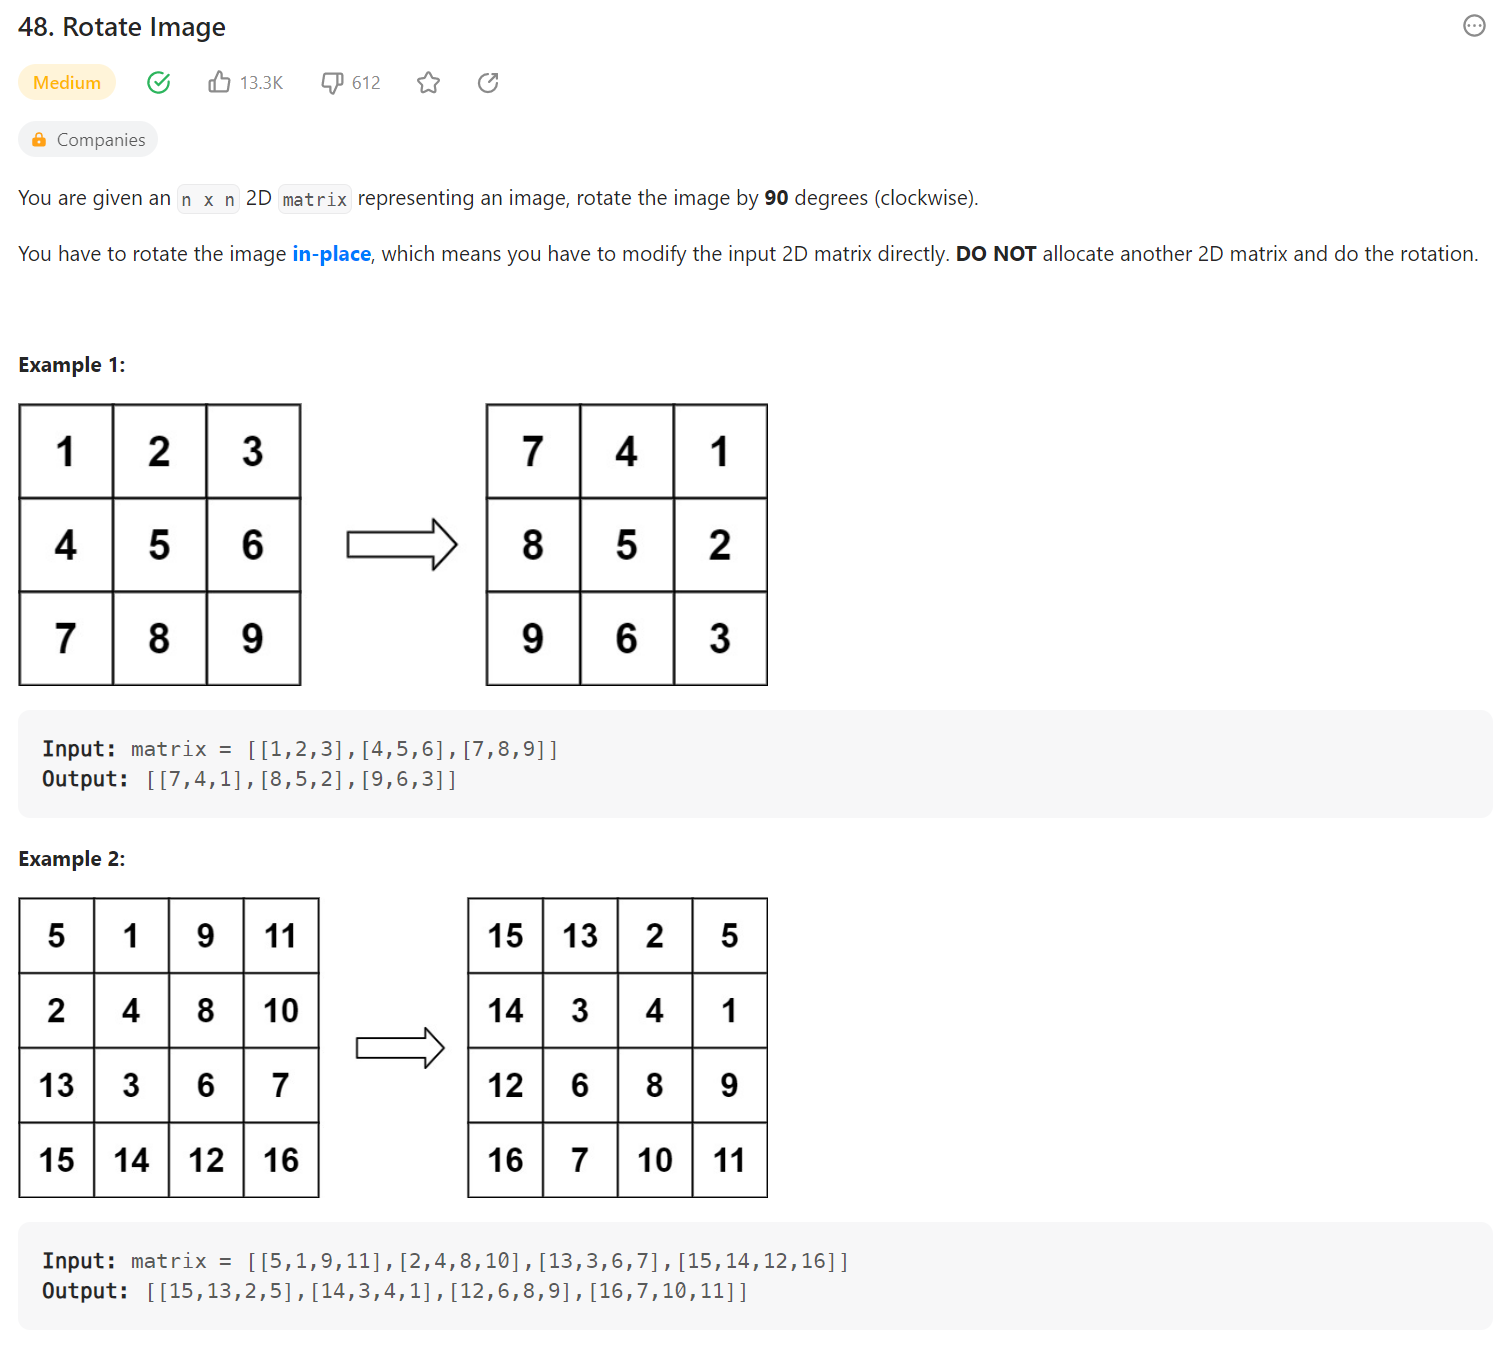 48. Rotate Image
Medium 13.3K 612
Companies
You are given an n x n 2D matrix representing an image, rotate the image by 90 degrees (clockwise).
You have to rotate the image in-place, which means you have to modify the input 2D matrix directly. DO NOT allocate another 2D matrix and do the rotation.
Example 1:
1 2 3 7 4 1
4 5 6 8 5 2
7 8 9 9 6 3
Input: matrix = [[1,2,3],[4,5,6],[7,8,9]]
Output: [[7,4,1],[8,5,2],[9,6,3]]
Example 2:
5 1 9 11 15 13 2 5
2 4 8 10 14 3 4 1
13 3 6 7 12 6 8 9
15 14 12 16 16 7 10 11
Input: matrix = [[5,1,9,11],[2,4,8,10],[13,3,6,7],[15,14,12,16]]
Output: [[15,13,2,5],[14,3,4,1],[12,6,8,9],[16,7,10,11]]